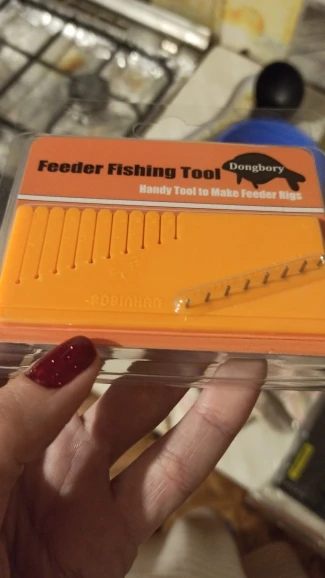 Feeder Fishing Tool
Dongbory
Handy Tool to Make Feeder Rigs